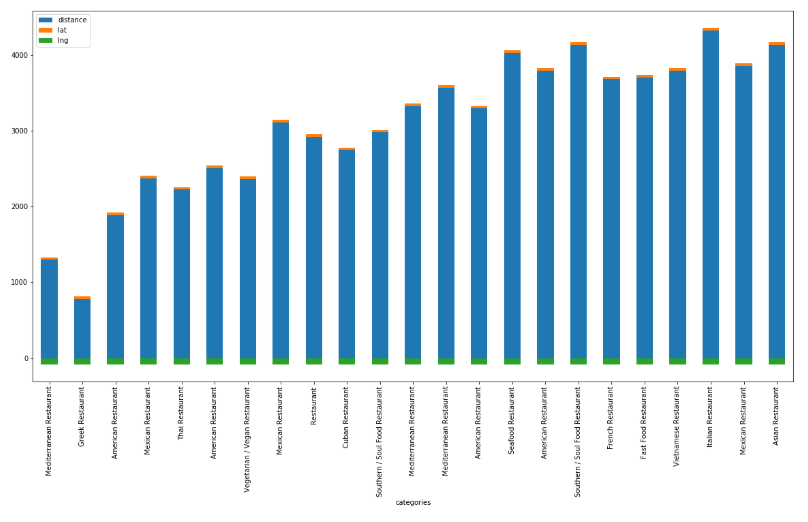 distance
lat
lng
4000
3000
2000
1000
0
Mediterranean Restaurant
Greek Restaurant
American Restaurant
Mexican Restaurant
Thai Restaurant
American Restaurant
Vegetarian / Vegan Restaurant
Mexican Restaurant
Restaurant
Cuban Restaurant
Southern / Soul Food Restaurant
Mediterranean Restaurant
Mediterranean Restaurant
American Restaurant
Seafood Restaurant
American Restaurant
Southern / Soul Food Restaurant
French Restaurant
Fast Food Restaurant
Vietnamese Restaurant
Italian Restaurant
Mexican Restaurant
Asian Restaurant
categories